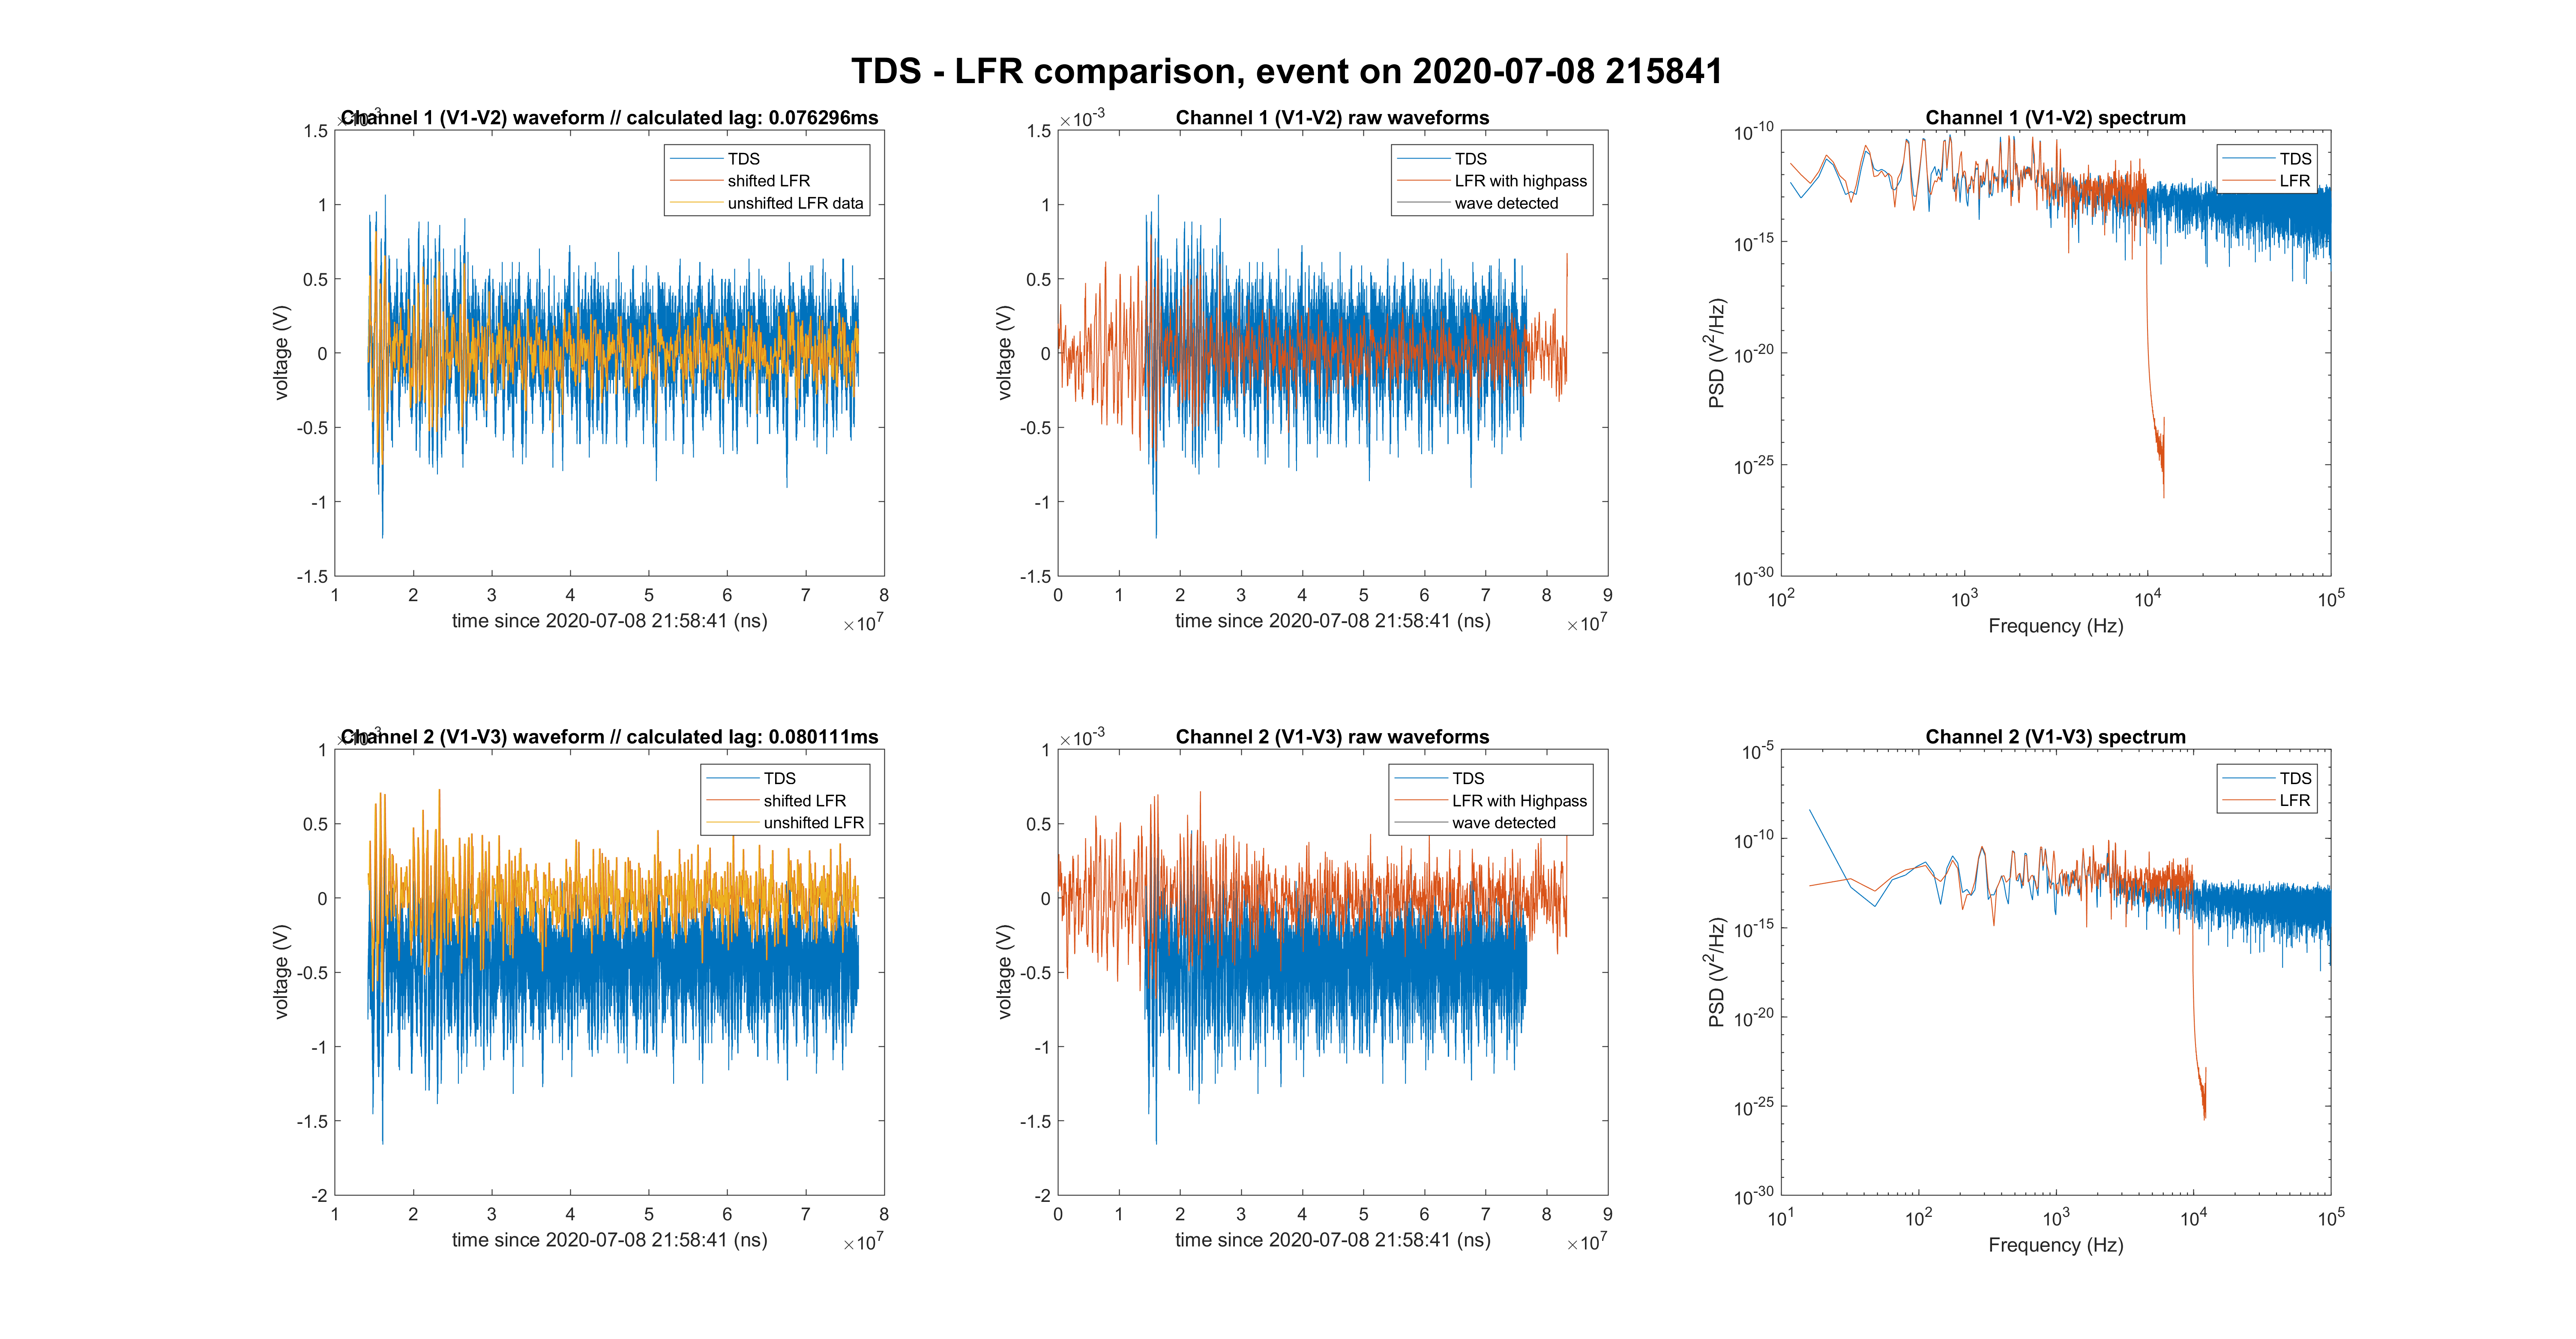 TDS - LFR comparison, event on 2020-07-08 215841
Channel 1 (V1-V2) waveform // calculated lag: 0.076296ms
1.5
1
0.5
0
-0.5
-1
-1.5
voltage (V)
TDS
shifted LFR
unshifted LFR data
1 2 3 4 5 6 7 8
time since 2020-07-08 21:58:41 (ns)
×10^7
Channel 1 (V1-V2) raw waveforms
×10^-3
1.5
1
0.5
0
-0.5
-1
-1.5
voltage (V)
TDS
LFR with highpass
wave detected
0 1 2 3 4 5 6 7 8 9
time since 2020-07-08 21:58:41 (ns)
×10^7
Channel 1 (V1-V2) spectrum
10^-10
10^-15
10^-20
10^-25
10^-30
PSD (V^2/Hz)
TDS
LFR
10^2 10^3 10^4 10^5
Frequency (Hz)
Channel 2 (V1-V3) waveform // calculated lag: 0.080111ms
1
0.5
0
-0.5
-1
-1.5
-2
voltage (V)
TDS
shifted LFR
unshifted LFR
1 2 3 4 5 6 7 8
time since 2020-07-08 21:58:41 (ns)
×10^7
Channel 2 (V1-V3) raw waveforms
×10^-3
1
0.5
0
-0.5
-1
-1.5
-2
voltage (V)
TDS
LFR with Highpass
wave detected
0 1 2 3 4 5 6 7 8 9
time since 2020-07-08 21:58:41 (ns)
×10^7
Channel 2 (V1-V3) spectrum
10^-5
10^-10
10^-15
10^-20
10^-25
10^-30
PSD (V^2/Hz)
TDS
LFR
10^1 10^2 10^3 10^4 10^5
Frequency (Hz)